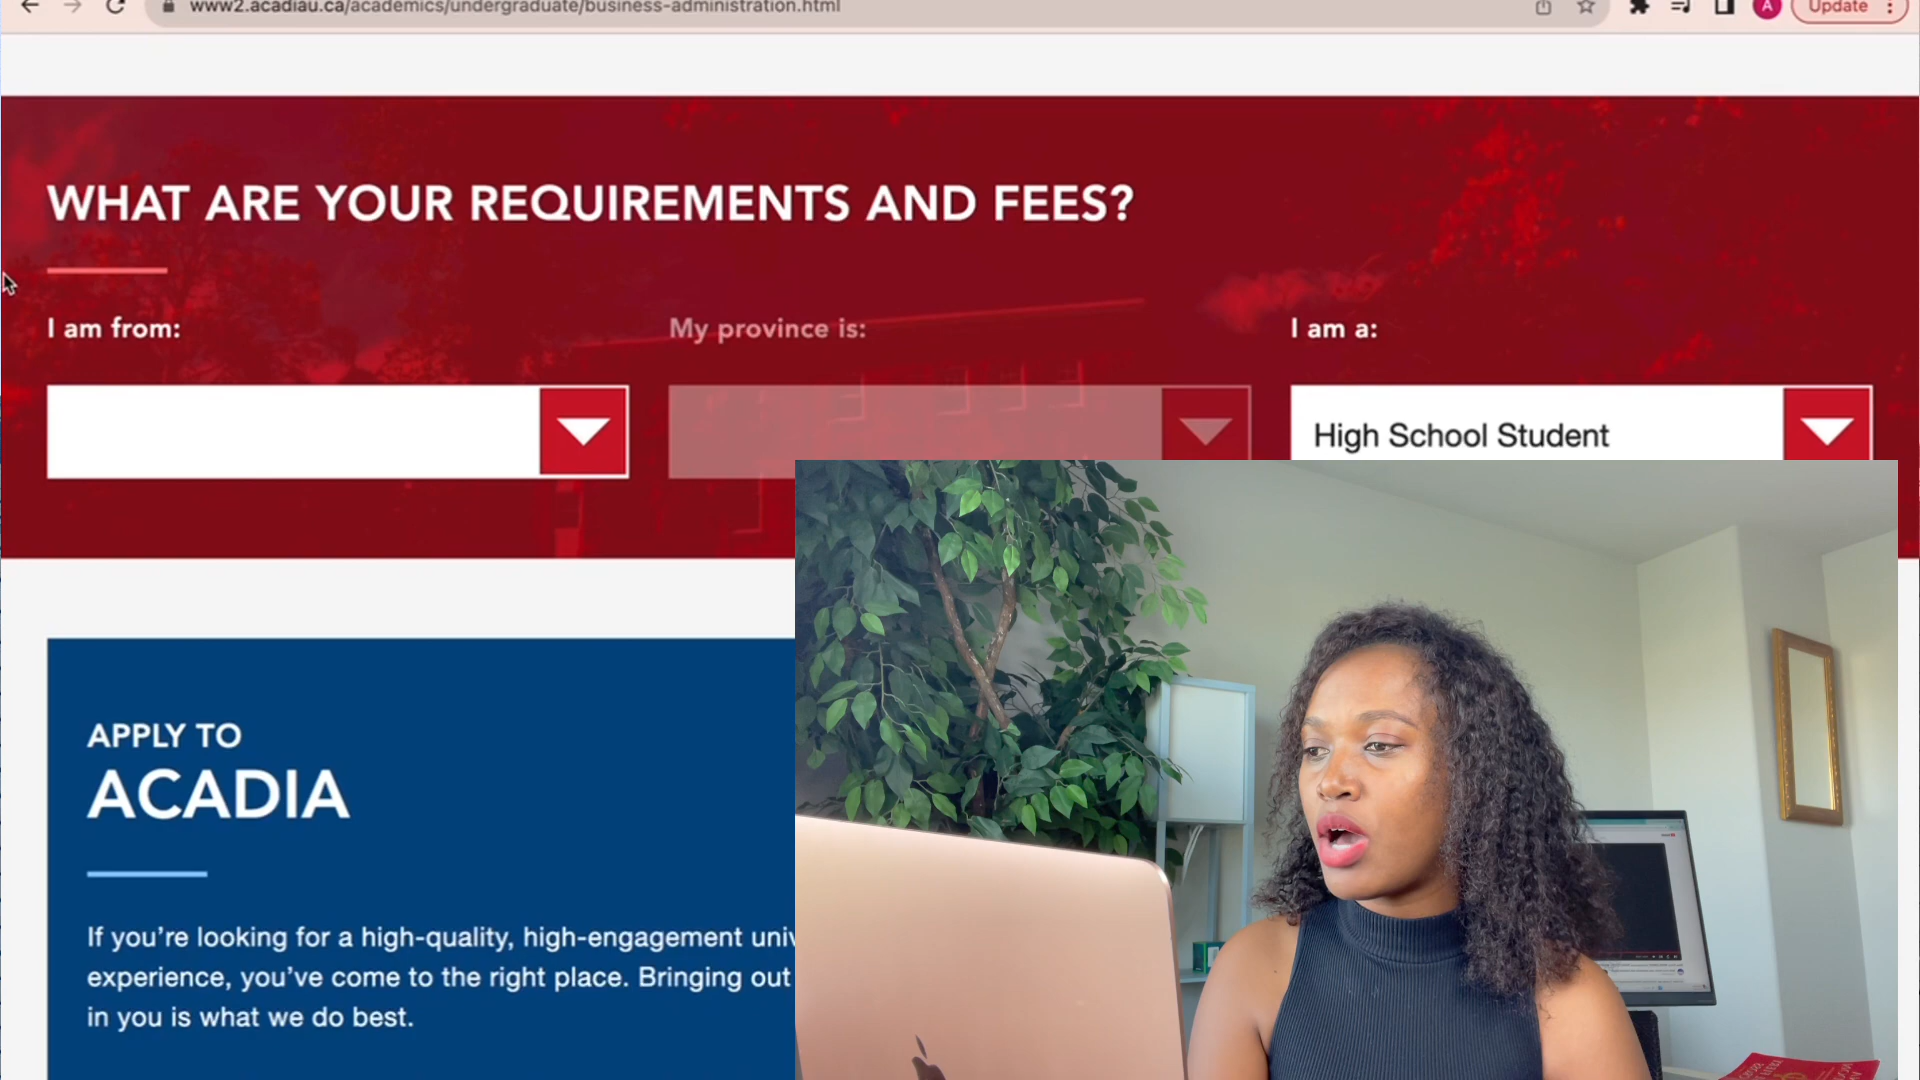 www2.acadiau.ca/academics/undergraduate/business-administration.html
A
Update
WHAT ARE YOUR REQUIREMENTS AND FEES?
I am from:
My province is:
I am a:
High School Student
APPLY TO
ACADIA
If you’re looking for a high-quality, high-engagement univ
experience, you’ve come to the right place. Bringing out
in you is what we do best.